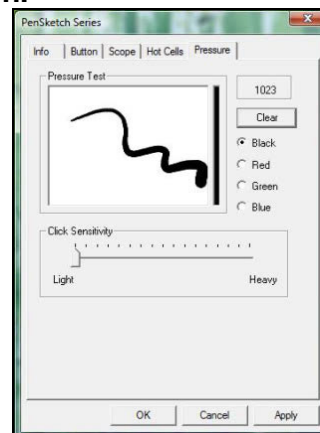 PenSketch Series
Info Button Scope Hot Cells Pressure
Pressure Test
1023
Clear
Black
Red
Green
Blue
Click Sensitivity
Light Heavy
OK Cancel Apply